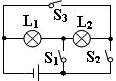 S₃
L₁ L₂
S₁ S₂